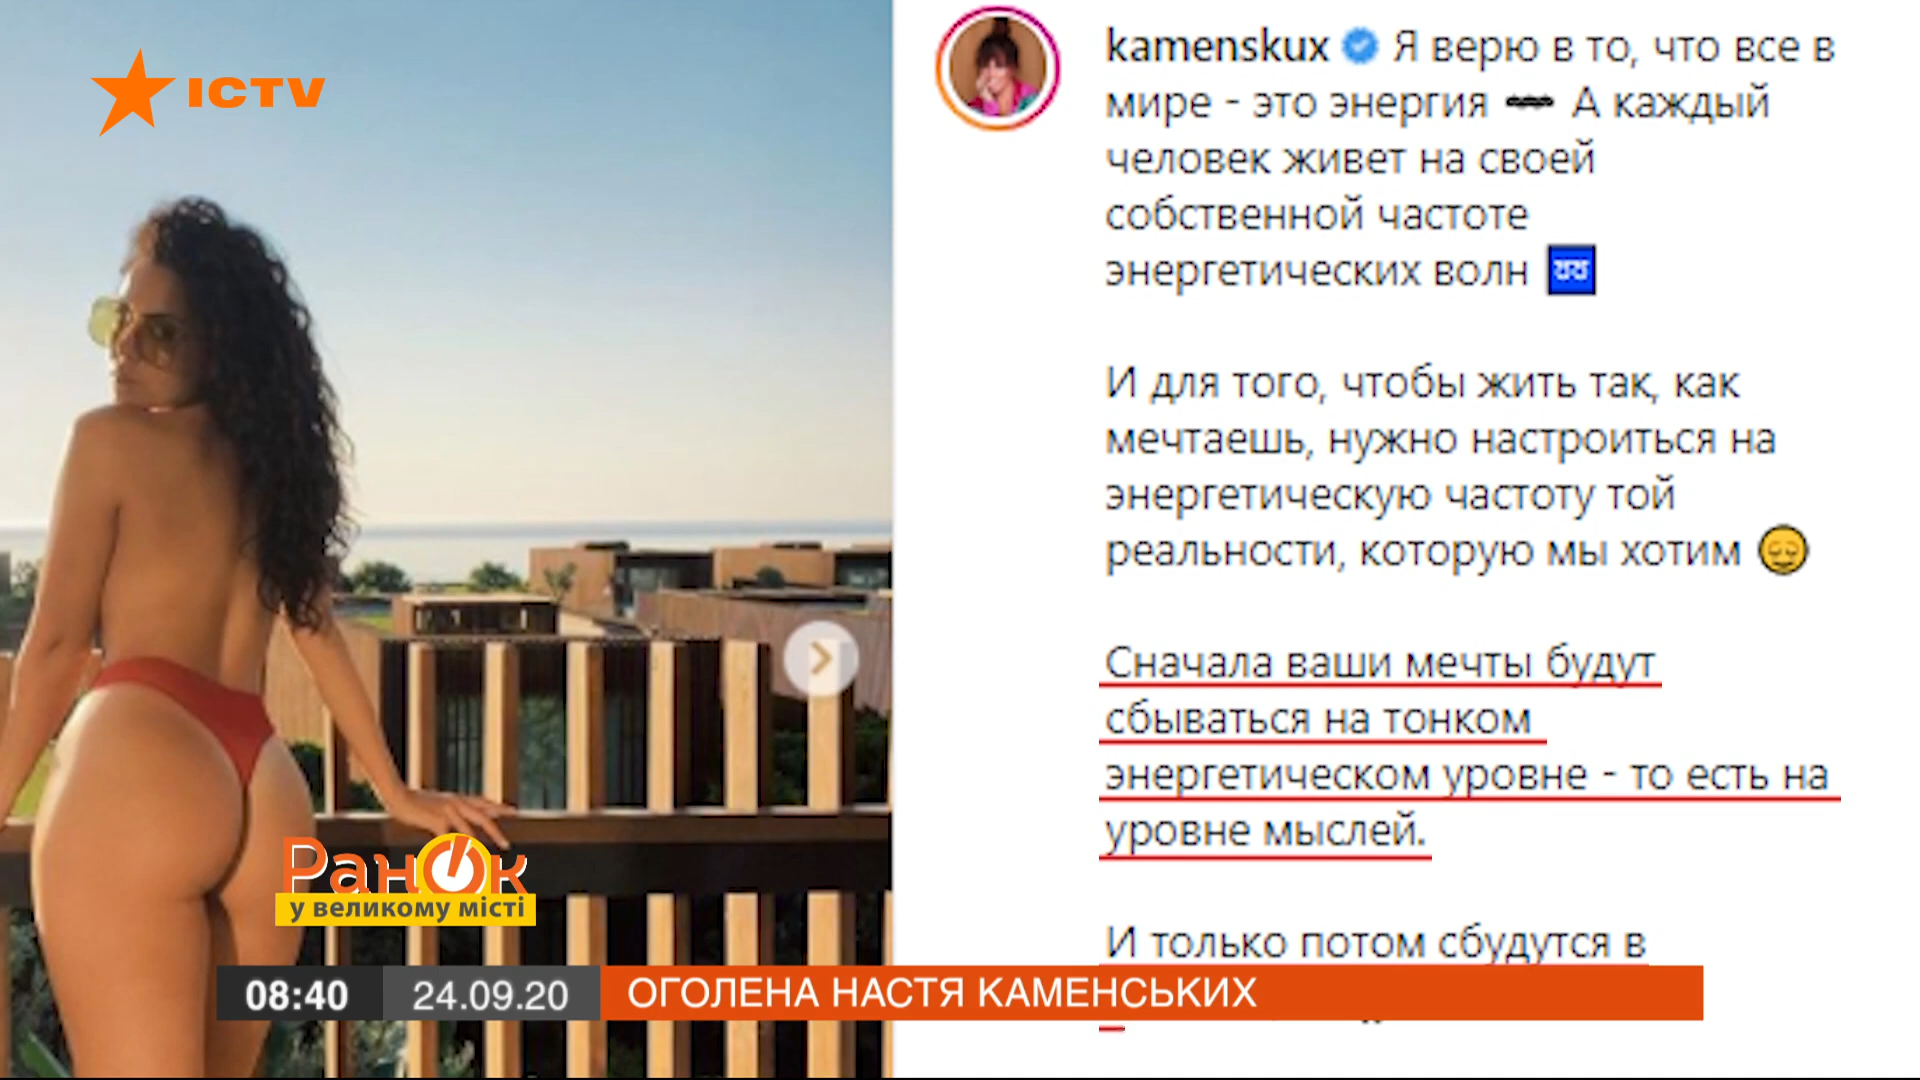 ICTV
kamenskux Я верю в то, что все в
мире - это энергия А каждый
человек живет на своей
собственной частоте
энергетических волн
И для того, чтобы жить так, как
мечтаешь, нужно настроиться на
энергетическую частоту той
реальности, которую мы хотим
Сначала ваши мечты будут
сбываться на тонком
энергетическом уровне - то есть на
уровне мыслей.
И только потом сбудутся в
Ранок
у великому місті
08:40 24.09.20 ОГОЛЕНА НАСТЯ КАМЕНСЬКИХ